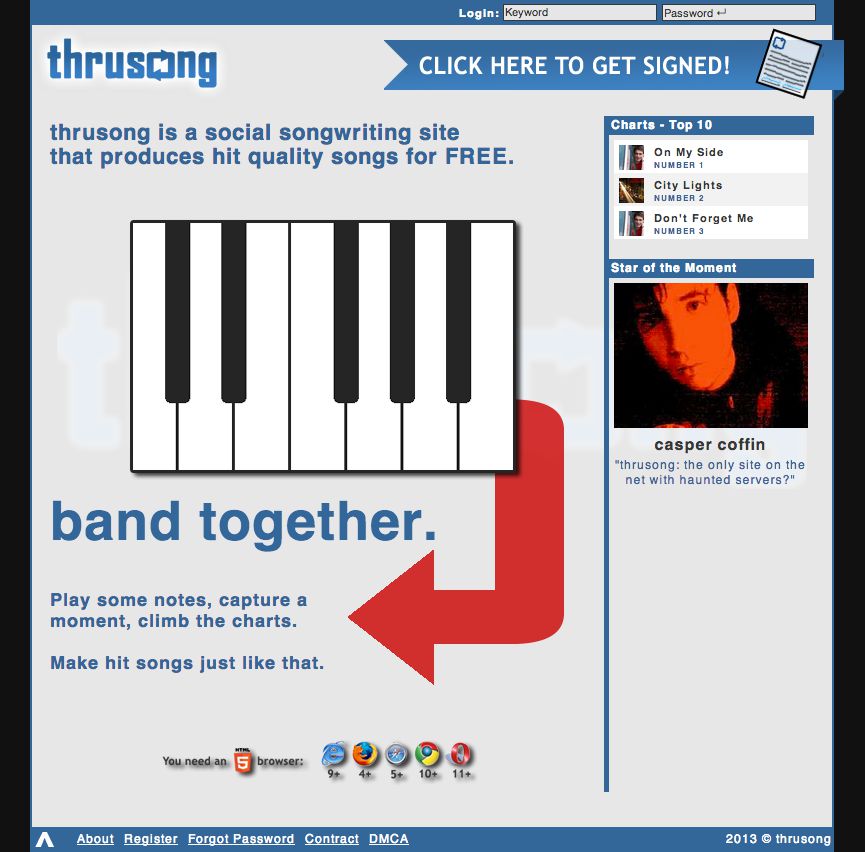 Login: Keyword Password ↵
thrusong
CLICK HERE TO GET SIGNED!
thrusong is a social songwriting site
that produces hit quality songs for FREE.
Charts - Top 10
On My Side
NUMBER 1
City Lights
NUMBER 2
Don't Forget Me
NUMBER 3
Star of the Moment
casper coffin
"thrusong: the only site on the
net with haunted servers?"
band together.
Play some notes, capture a
moment, climb the charts.
Make hit songs just like that.
You need an HTML 5 browser:
9+ 4+ 5+ 10+ 11+
About Register Forgot Password Contract DMCA
2013 © thrusong